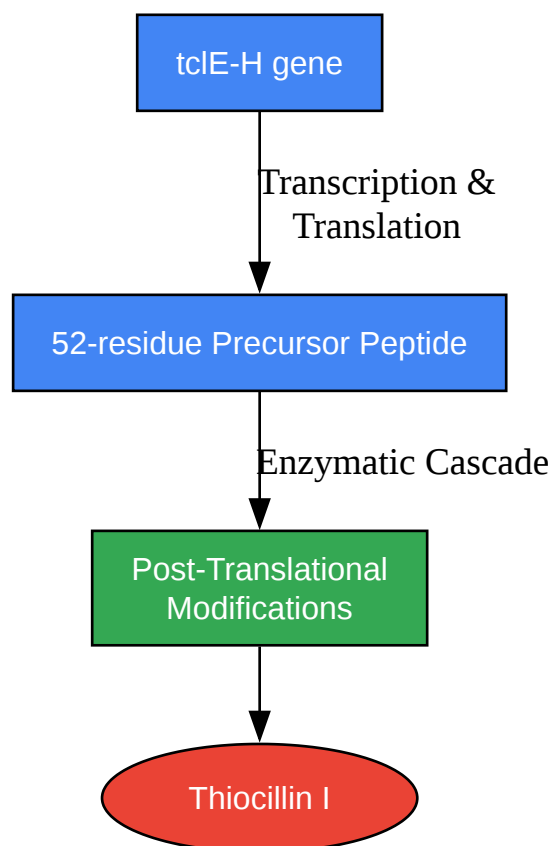 tclE-H gene
Transcription &
Translation
52-residue Precursor Peptide
Enzymatic Cascade
Post-Translational
Modifications
Thiocillin I